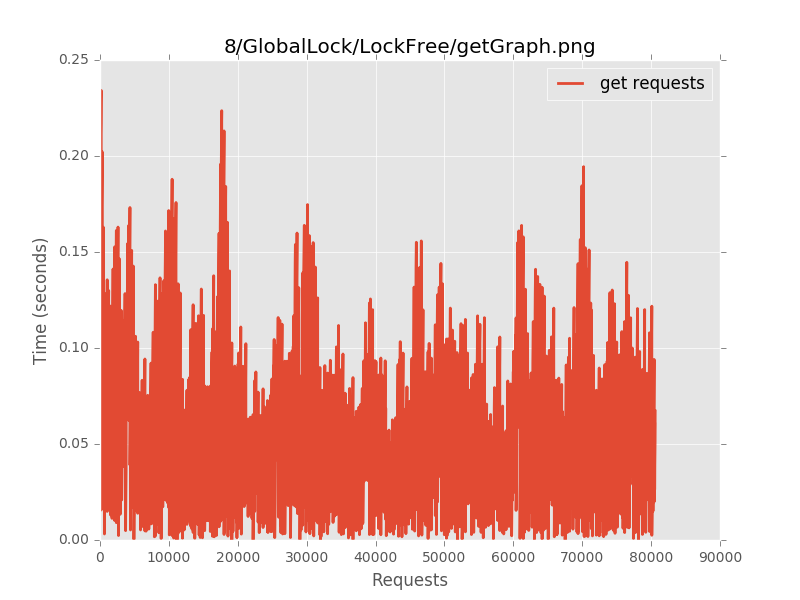 8/GlobalLock/LockFree/getGraph.png
get requests
0.25
0.20
0.15
0.10
0.05
0.00
Time (seconds)
0 10000 20000 30000 40000 50000 60000 70000 80000 90000
Requests